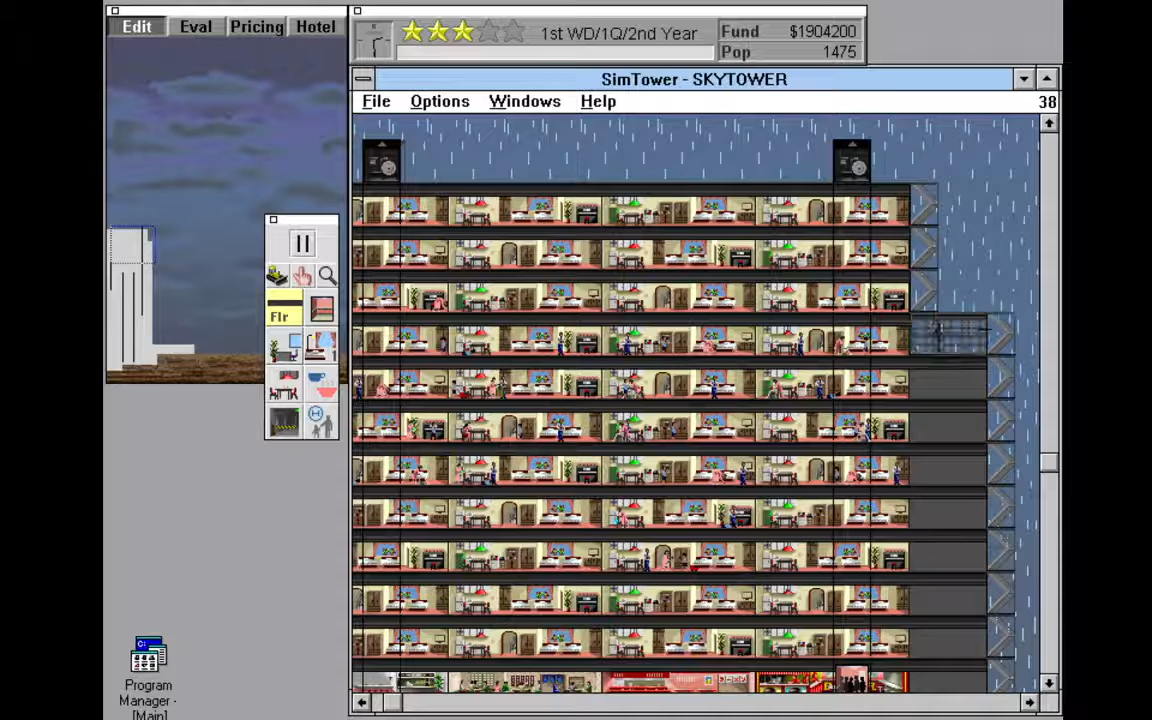 Edit Eval Pricing Hotel
1st WD/1Q/2nd Year
Fund $1904200
Pop 1475
SimTower - SKYTOWER
File Options Windows Help 38
Flr
1
H
C:\
Program
Manager -
[Main]